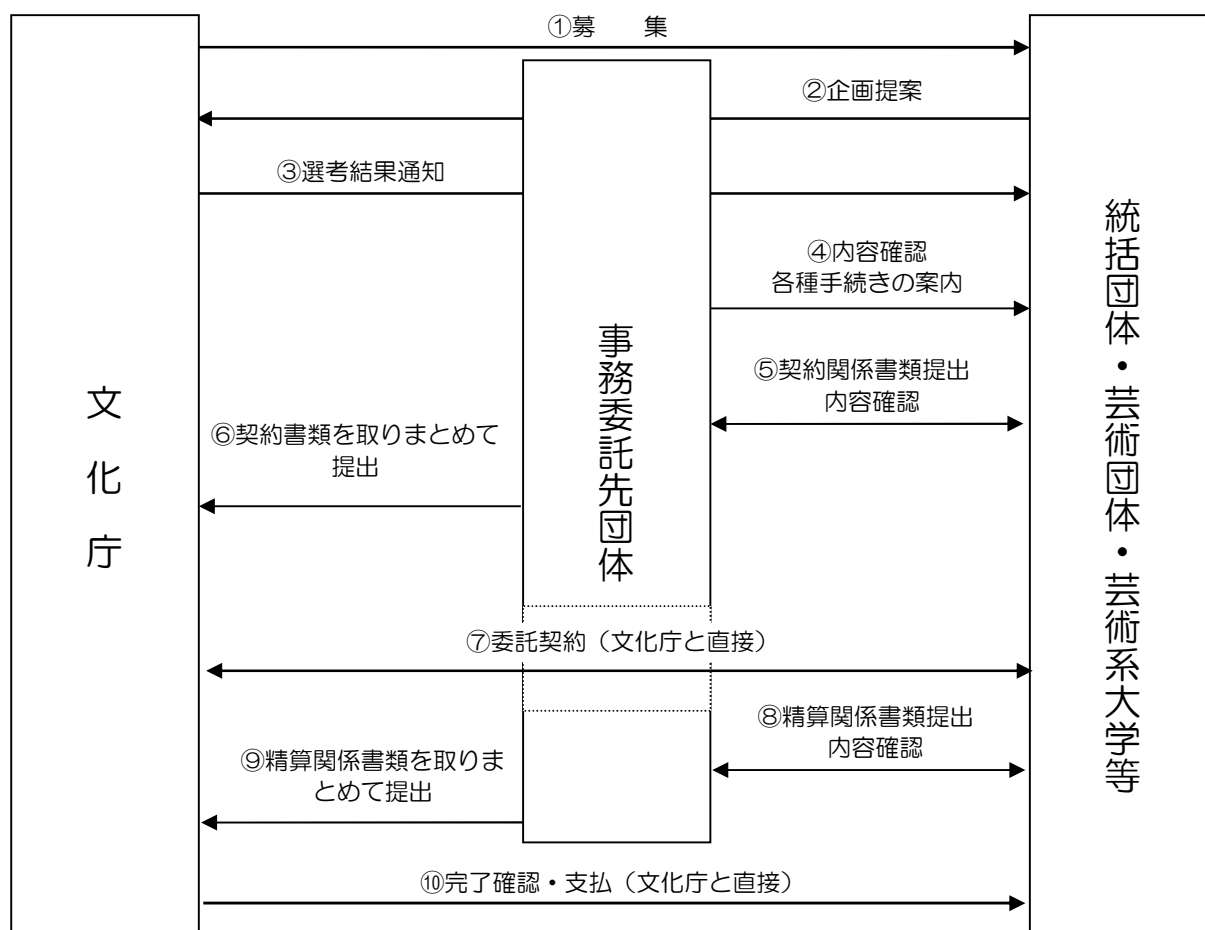 ①募　集
②企画提案
③選考結果通知
④内容確認
各種手続きの案内
⑤契約関係書類提出
内容確認
⑥契約書類を取りまとめて
提出
⑦委託契約（文化庁と直接）
⑧精算関係書類提出
内容確認
⑨精算関係書類を取りま
とめて提出
⑩完了確認・支払（文化庁と直接）
文化庁
事務委託先団体
統括団体・芸術団体・芸術系大学等